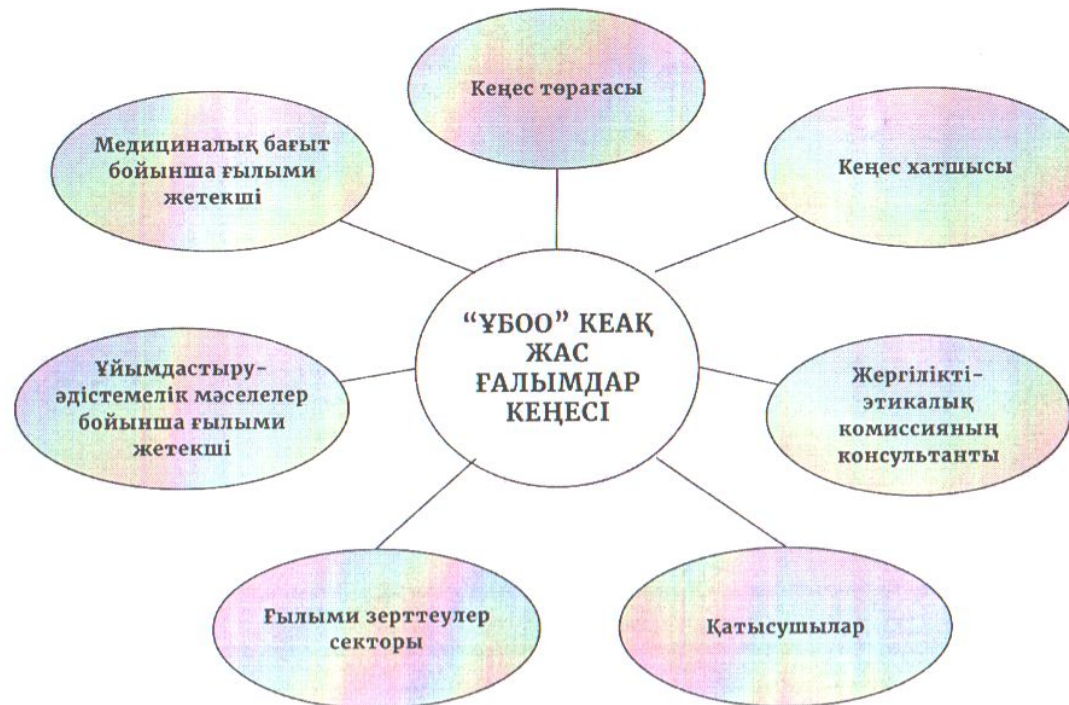 Кеңес төрағасы
Медициналық бағыт
бойынша ғылыми
жетекші
Кеңес хатшысы
“ҰБОО” КЕАҚ
ЖАС
ҒАЛЫМДАР
КЕҢЕСІ
Ұйымдастыру-
әдістемелік мәселелер
бойынша ғылыми
жетекші
Жергілікті-
этикалық
комиссияның
консультанты
Ғылыми зерттеулер
секторы
Қатысушылар